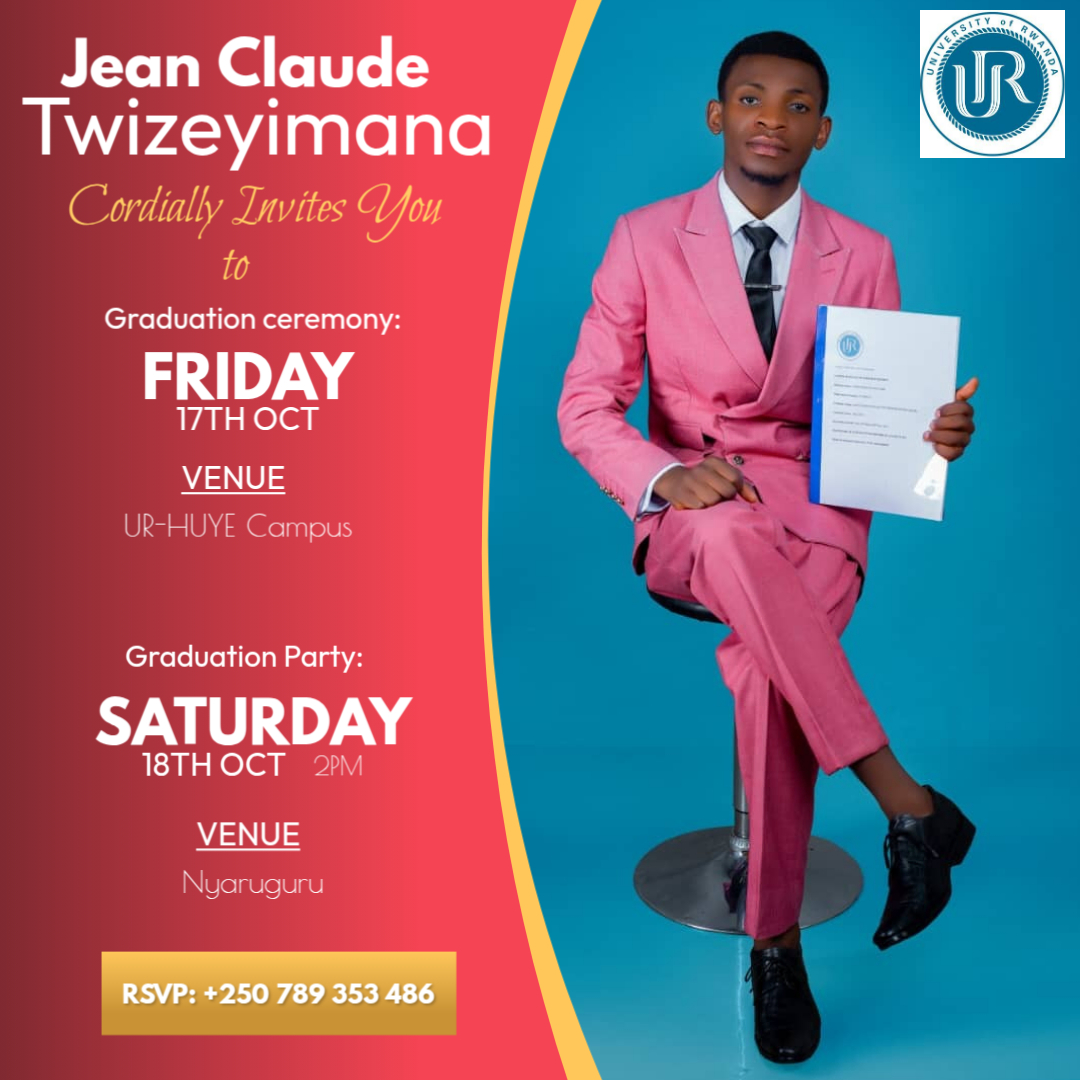 Jean Claude
Twizeyimana
Cordially Invites You
to
Graduation ceremony:
FRIDAY
17TH OCT
VENUE
UR-HUYE Campus
Graduation Party:
SATURDAY
18TH OCT 2PM
VENUE
Nyaruguru
RSVP: +250 789 353 486
UNIVERSITY of RWANDA
UR
UR